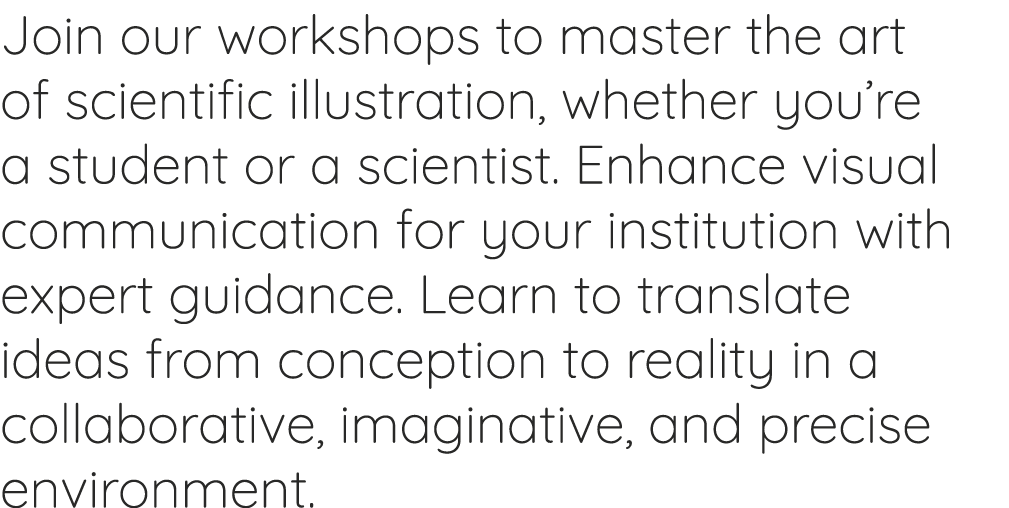 Join our workshops to master the art
of scientific illustration, whether you’re
a student or a scientist. Enhance visual
communication for your institution with
expert guidance. Learn to translate
ideas from conception to reality in a
collaborative, imaginative, and precise
environment.